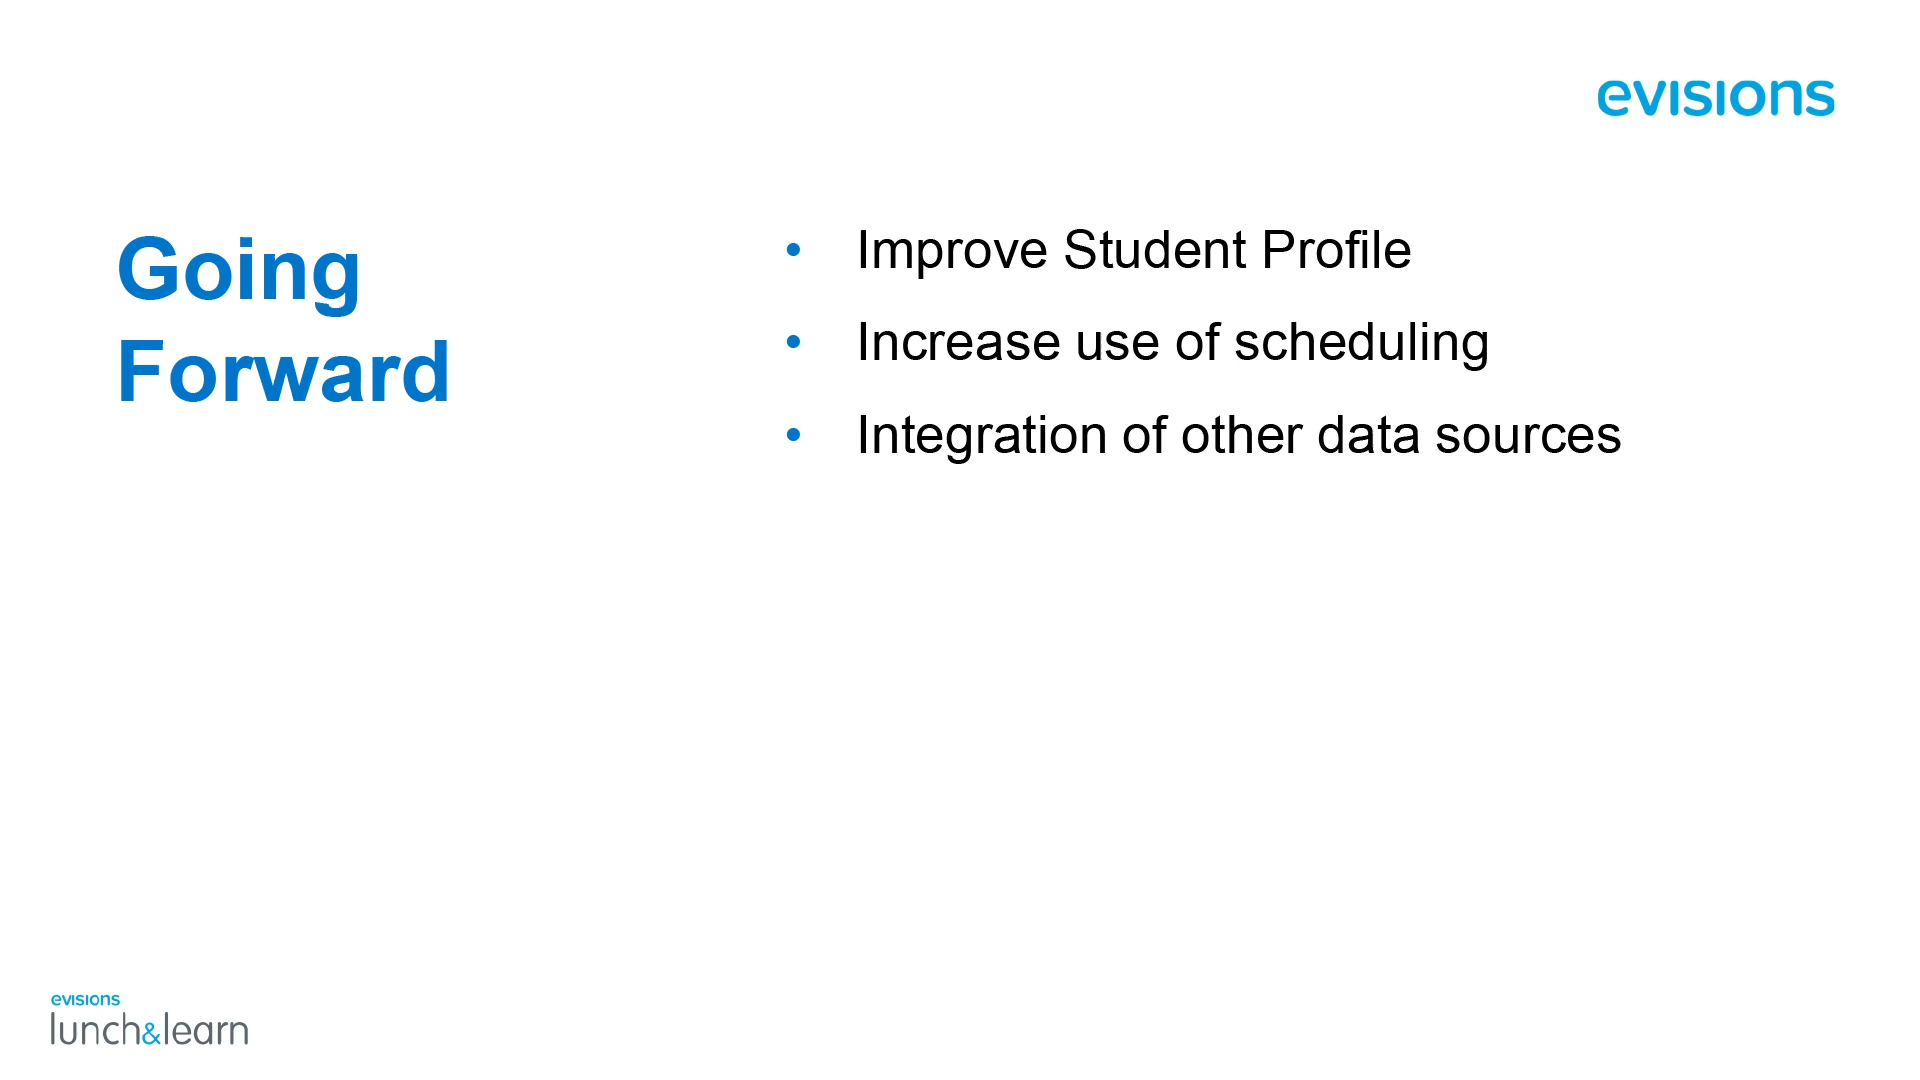 evisions
Going
Forward
• Improve Student Profile
• Increase use of scheduling
• Integration of other data sources
evisions
lunch&learn